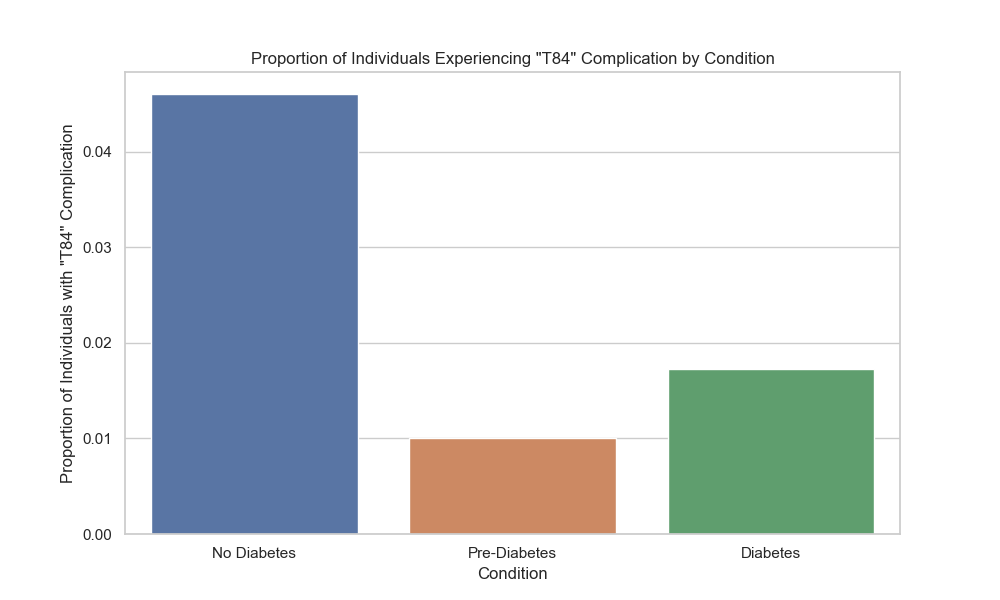 Proportion of Individuals Experiencing "T84" Complication by Condition
Proportion of Individuals with "T84" Complication
0.04
0.03
0.02
0.01
0.00
No Diabetes
Pre-Diabetes
Diabetes
Condition